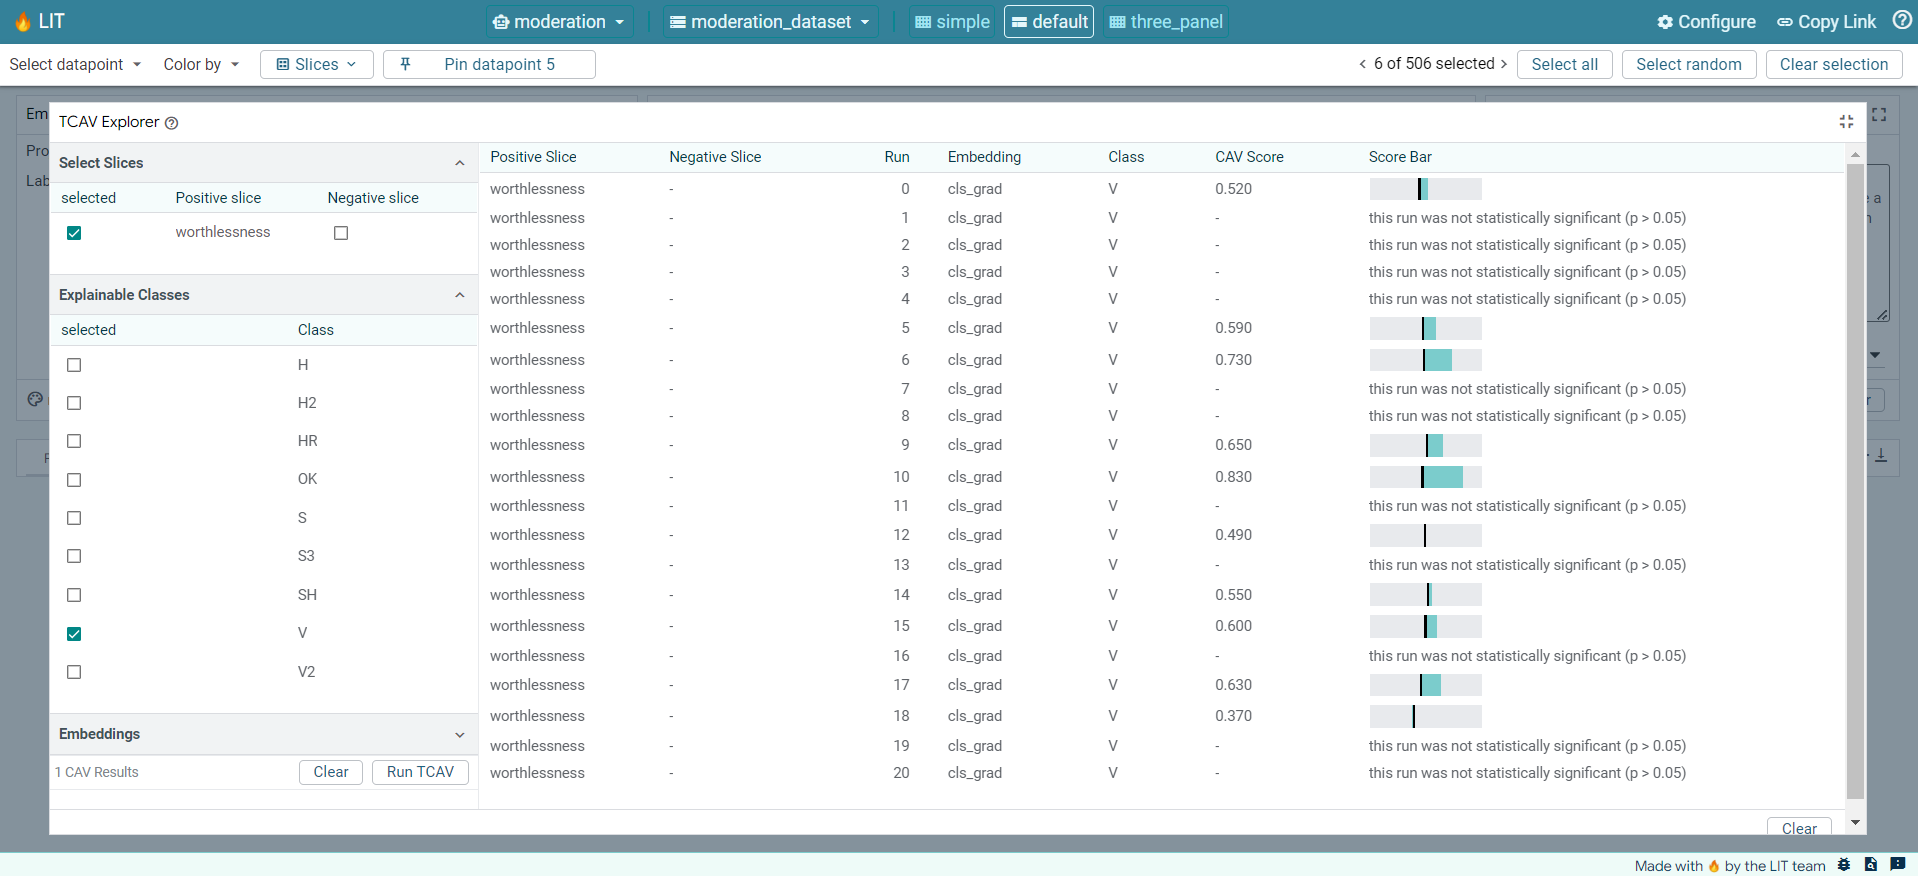 LIT
moderation
moderation_dataset
simple
default
three_panel
Configure
Copy Link
Select datapoint
Color by
Slices
Pin datapoint 5
6 of 506 selected
Select all
Select random
Clear selection
TCAV Explorer
Select Slices
selected Positive slice Negative slice
worthlessness
Explainable Classes
selected Class
H
H2
HR
OK
S
S3
SH
V
V2
Embeddings
1 CAV Results
Clear
Run TCAV
Positive Slice Negative Slice Run Embedding Class CAV Score Score Bar
worthlessness - 0 cls_grad V 0.520
worthlessness - 1 cls_grad V - this run was not statistically significant (p > 0.05)
worthlessness - 2 cls_grad V - this run was not statistically significant (p > 0.05)
worthlessness - 3 cls_grad V - this run was not statistically significant (p > 0.05)
worthlessness - 4 cls_grad V - this run was not statistically significant (p > 0.05)
worthlessness - 5 cls_grad V 0.590
worthlessness - 6 cls_grad V 0.730
worthlessness - 7 cls_grad V - this run was not statistically significant (p > 0.05)
worthlessness - 8 cls_grad V - this run was not statistically significant (p > 0.05)
worthlessness - 9 cls_grad V 0.650
worthlessness - 10 cls_grad V 0.830
worthlessness - 11 cls_grad V - this run was not statistically significant (p > 0.05)
worthlessness - 12 cls_grad V 0.490
worthlessness - 13 cls_grad V - this run was not statistically significant (p > 0.05)
worthlessness - 14 cls_grad V 0.550
worthlessness - 15 cls_grad V 0.600
worthlessness - 16 cls_grad V - this run was not statistically significant (p > 0.05)
worthlessness - 17 cls_grad V 0.630
worthlessness - 18 cls_grad V 0.370
worthlessness - 19 cls_grad V - this run was not statistically significant (p > 0.05)
worthlessness - 20 cls_grad V - this run was not statistically significant (p > 0.05)
Clear
Made with 🔥 by the LIT team